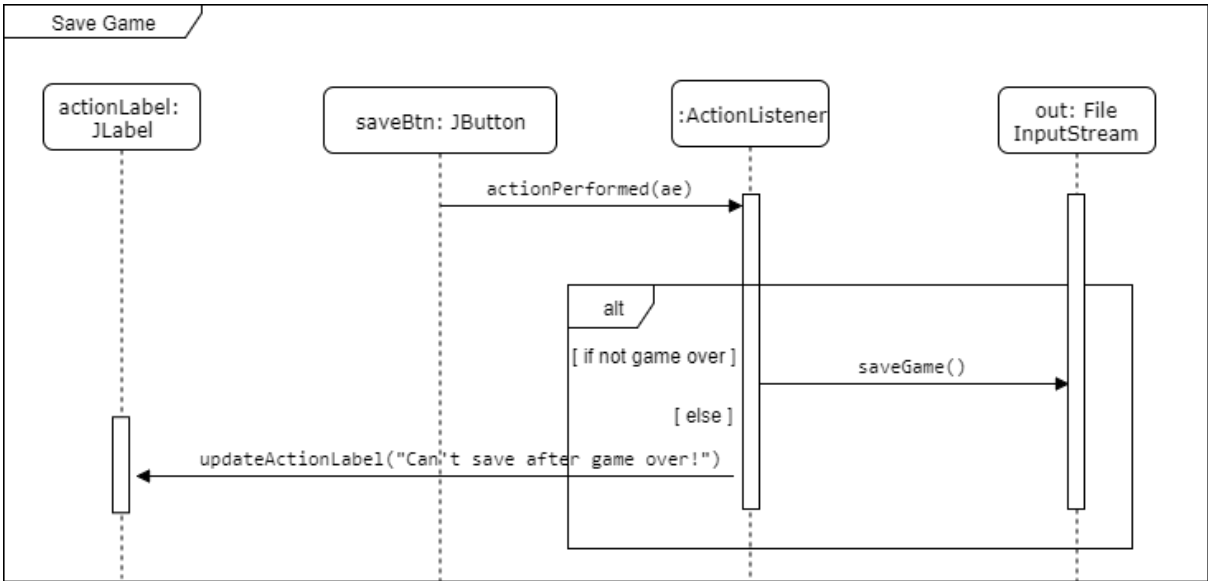 Save Game
actionLabel:
JLabel
saveBtn: JButton
:ActionListener
out: File
InputStream
actionPerformed(ae)
alt
[ if not game over ]
saveGame()
[ else ]
updateActionLabel("Can't save after game over!")